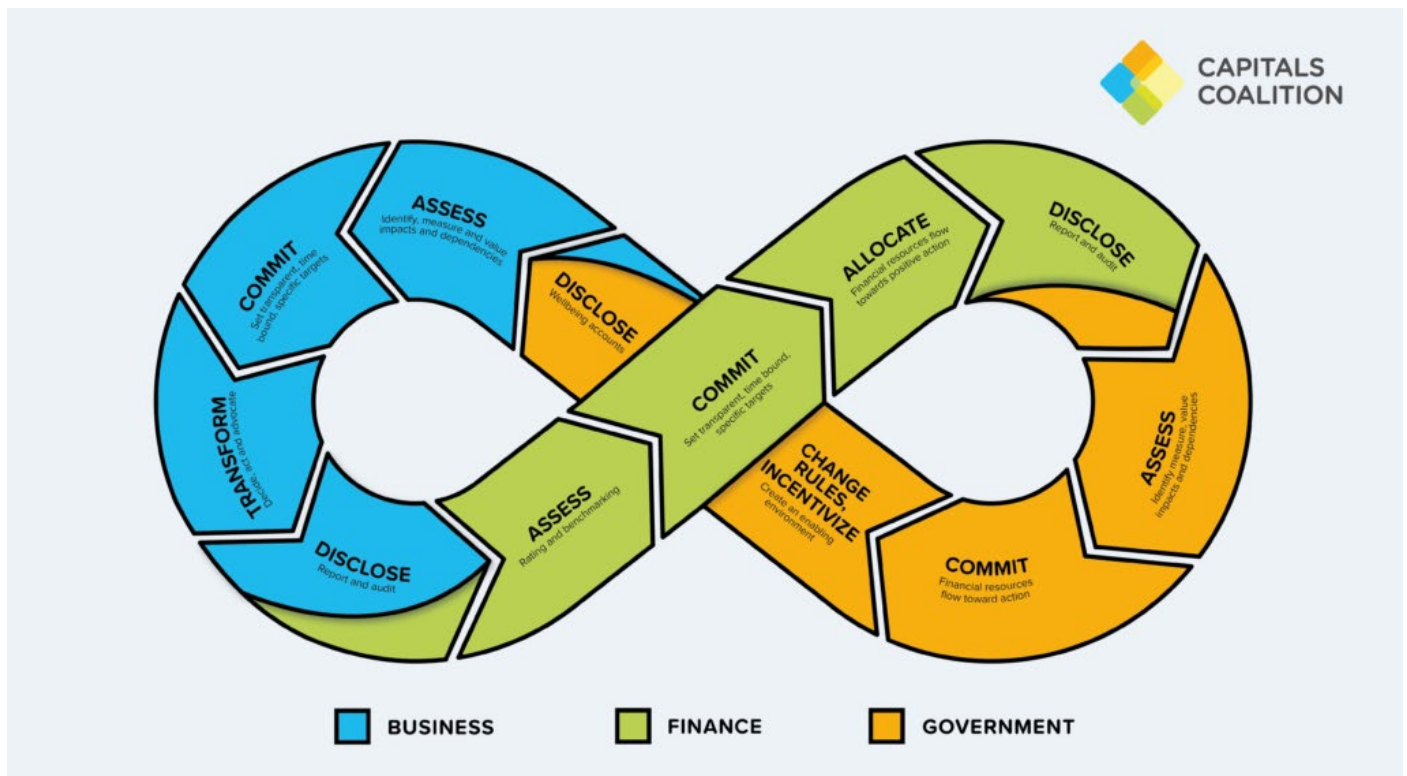 CAPITALS
COALITION
ASSESS
Identify, measure and value
impacts and dependencies
COMMIT
Set transparent, time
bound, specific targets
TRANSFORM
Decide, act and advocate
DISCLOSE
Report and audit
ASSESS
Rating and benchmarking
COMMIT
Set transparent, time bound,
specific targets
ALLOCATE
Financial resources flow
towards positive action
DISCLOSE
Report and audit
ASSESS
Identify measure, value
impacts and dependencies
COMMIT
Financial resources
flow toward action
CHANGE
RULES,
INCENTIVIZE
Create an enabling
environment
DISCLOSE
Wellbeing accounts
BUSINESS
FINANCE
GOVERNMENT